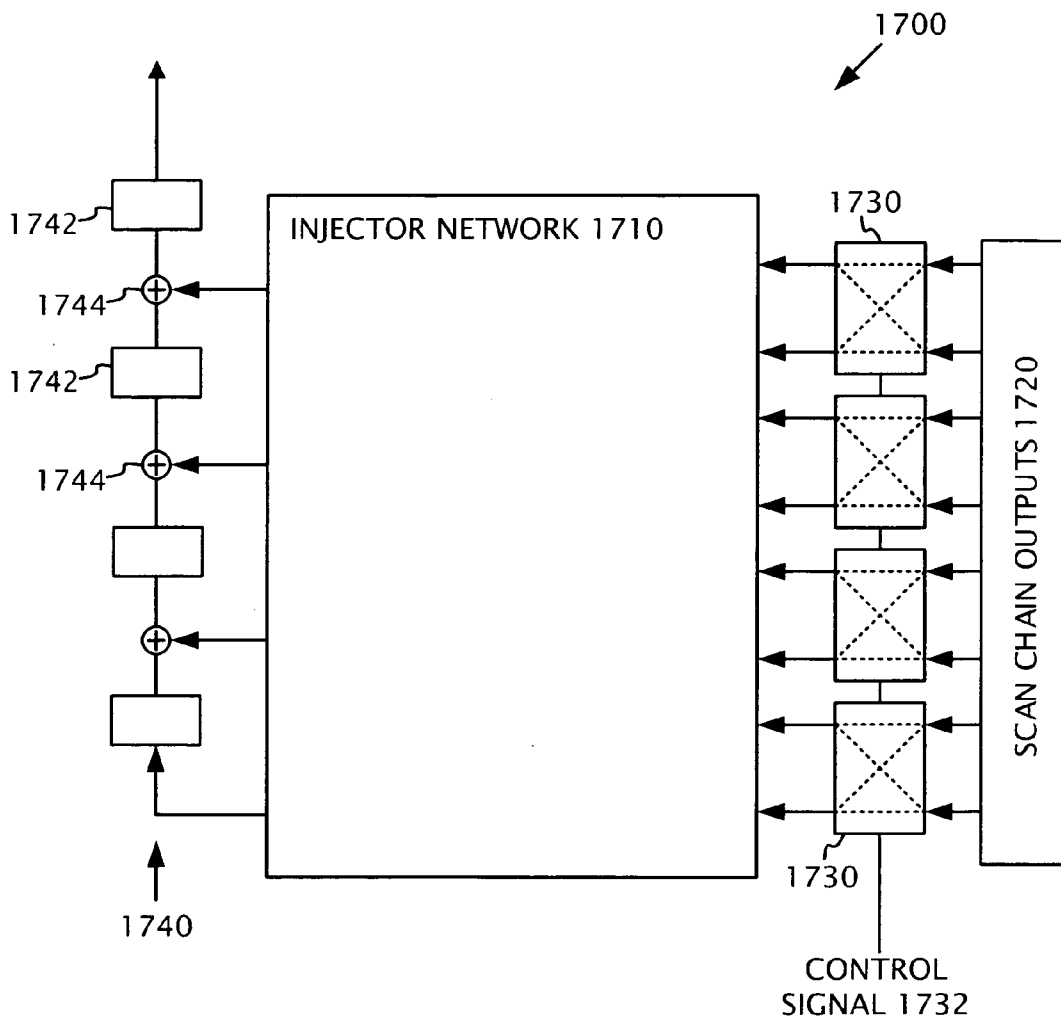 1700
1742
INJECTOR NETWORK 1710
1730
1744
1742
1744
SCAN CHAIN OUTPUTS 1720
1730
1740
CONTROL
SIGNAL 1732